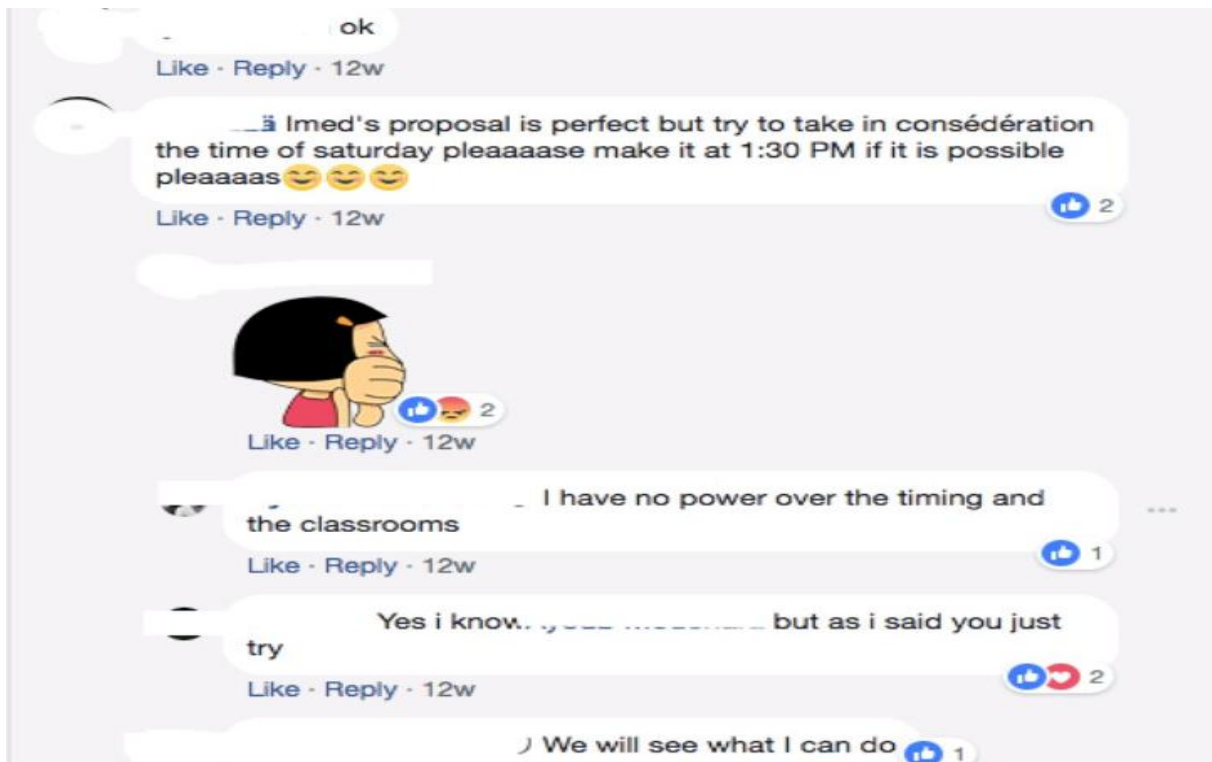 ok
Like · Reply · 12w
Imed's proposal is perfect but try to take in consédération
the time of saturday pleaaaase make it at 1:30 PM if it is possible
pleaaaas😄😄😄
2
Like · Reply · 12w
2
Like · Reply · 12w
I have no power over the timing and
the classrooms
1
Like · Reply · 12w
Yes i know but as i said you just
try
2
Like · Reply · 12w
) We will see what I can do
1